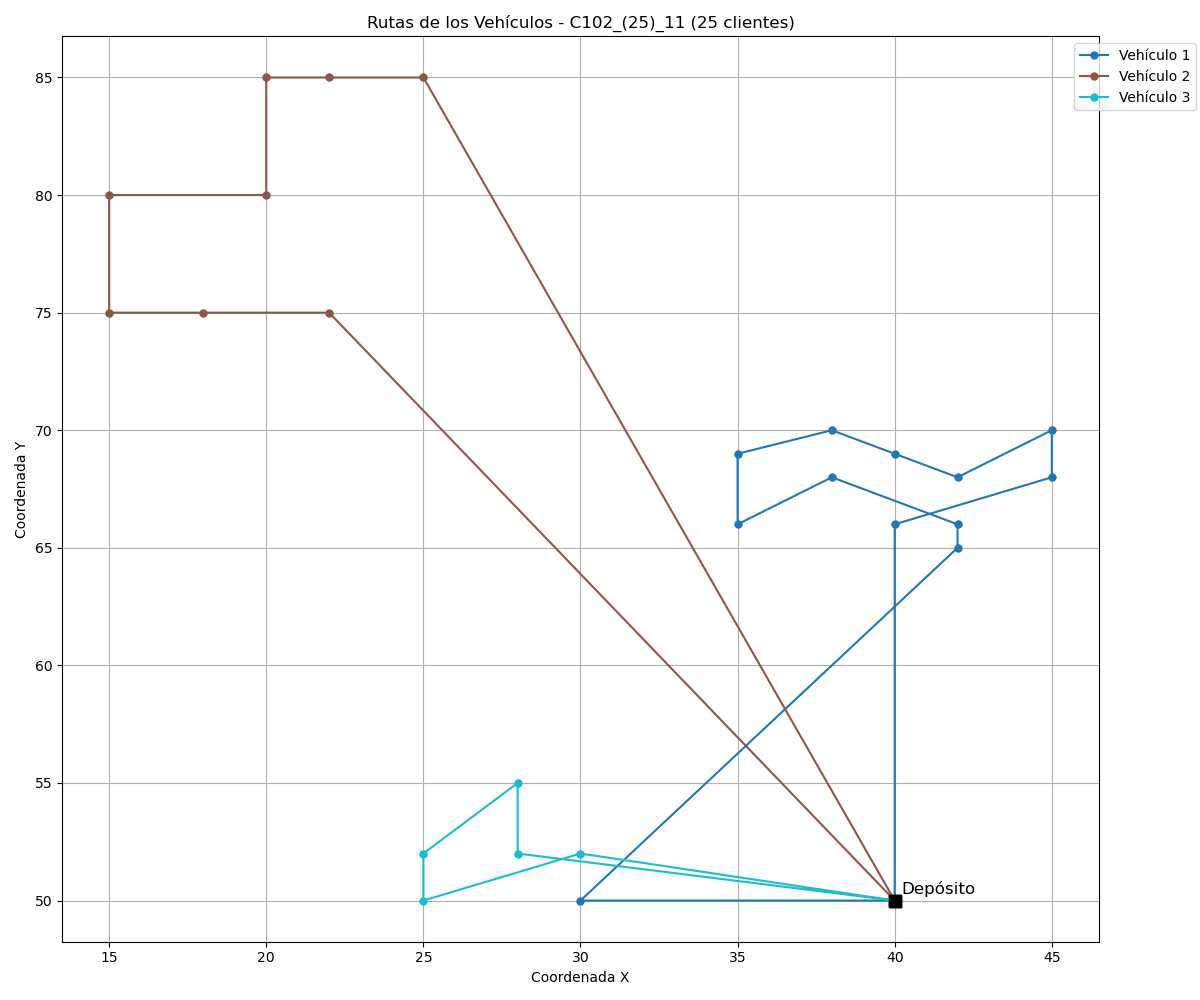 Rutas de los Vehículos - C102_(25)_11 (25 clientes)
Vehículo 1
Vehículo 2
Vehículo 3
Coordenada Y
85
80
75
70
65
60
55
50
Depósito
15 20 25 30 35 40 45
Coordenada X